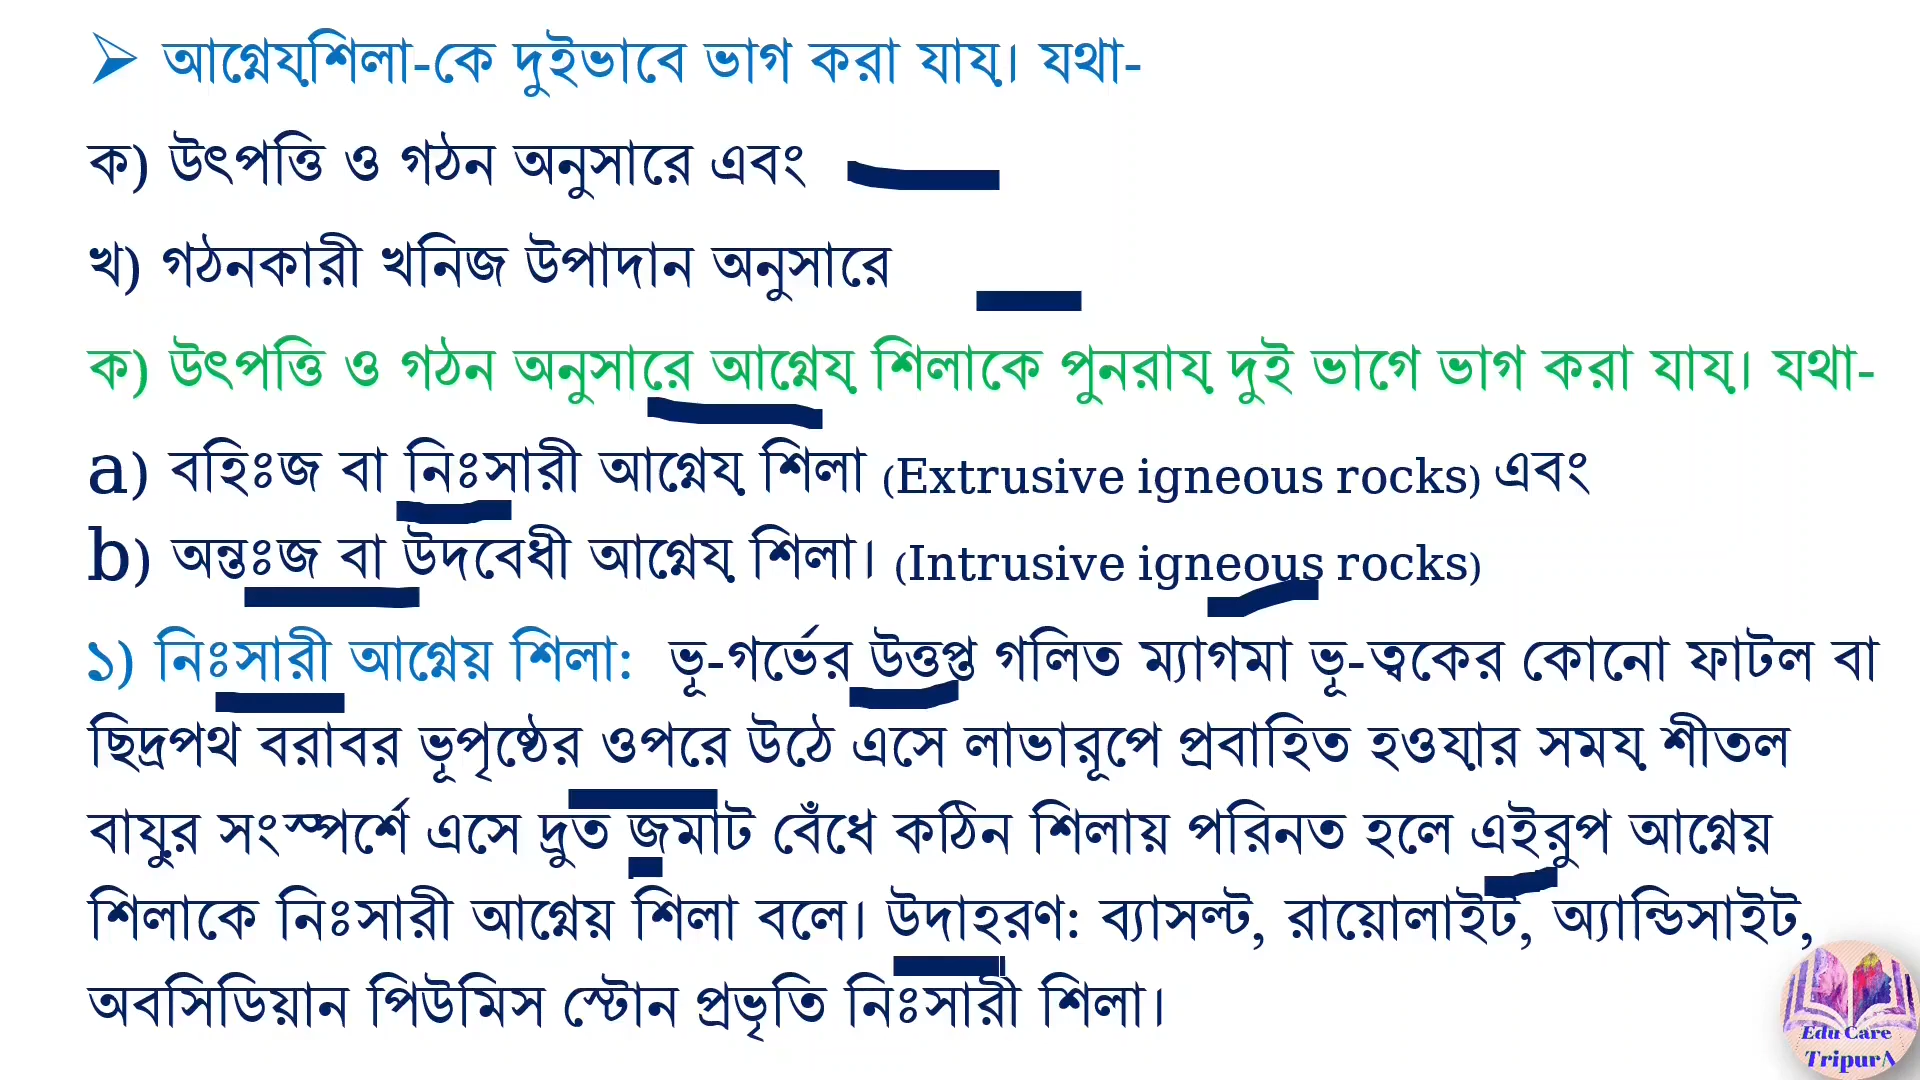 ➢ আগ্নেয়শিলা-কে দুইভাবে ভাগ করা যায়। যথা-
ক) উৎপত্তি ও গঠন অনুসারে এবং
খ) গঠনকারী খনিজ উপাদান অনুসারে
ক) উৎপত্তি ও গঠন অনুসারে আগ্নেয় শিলাকে পুনরায় দুই ভাগে ভাগ করা যায়। যথা-
a) বহিঃজ বা নিঃসারী আগ্নেয় শিলা (Extrusive igneous rocks) এবং
b) অন্তঃজ বা উদবেধী আগ্নেয় শিলা। (Intrusive igneous rocks)
১) নিঃসারী আগ্নেয় শিলা: ভূ-গর্ভের উত্তপ্ত গলিত ম্যাগমা ভূ-ত্বকের কোনো ফাটল বা
ছিদ্রপথ বরাবর ভূপৃষ্ঠের ওপরে উঠে এসে লাভারূপে প্রবাহিত হওয়ার সময় শীতল
বায়ুর সংস্পর্শে এসে দ্রুত জমাট বেঁধে কঠিন শিলায় পরিনত হলে এইরুপ আগ্নেয়
শিলাকে নিঃসারী আগ্নেয় শিলা বলে। উদাহরণ: ব্যাসল্ট, রায়োলাইট, অ্যান্ডিসাইট,
অবসিডিয়ান পিউমিস স্টোন প্রভৃতি নিঃসারী শিলা।
Edu Care
TripurA